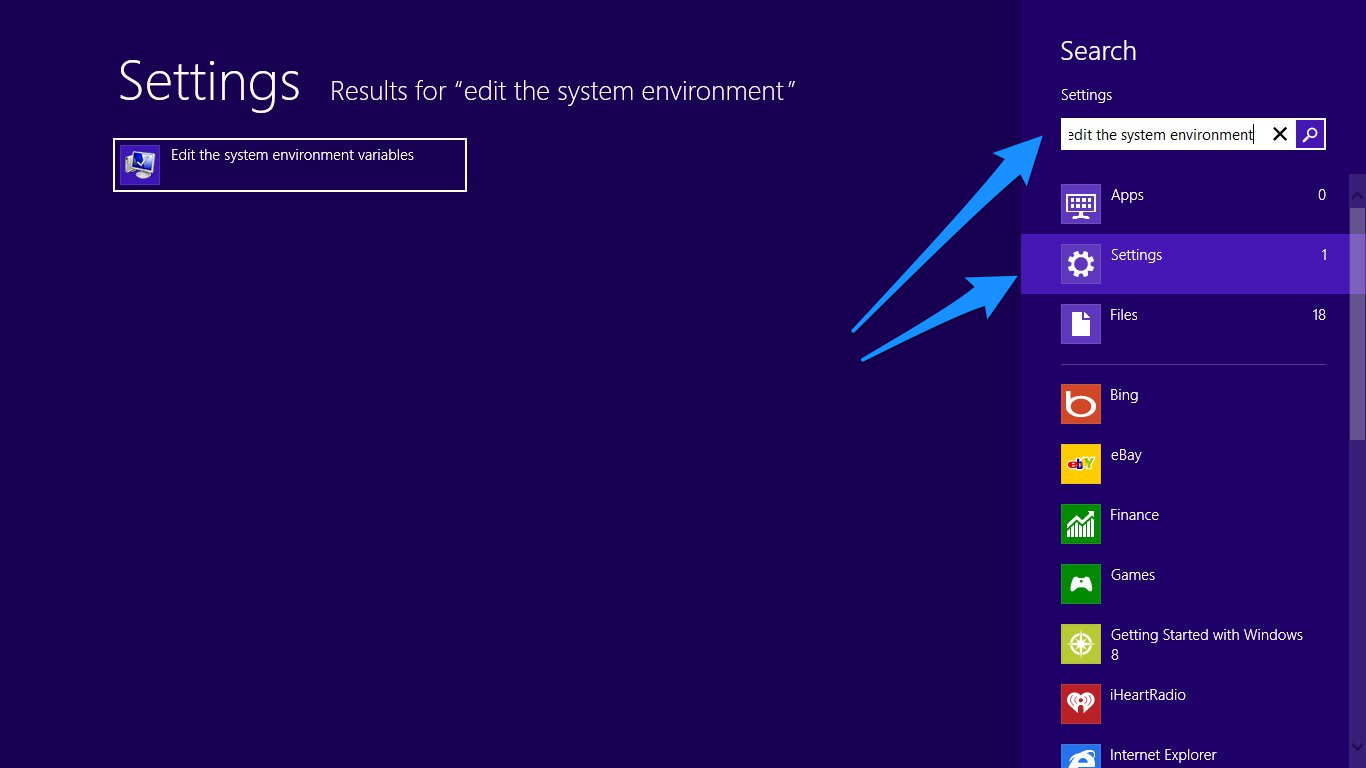 Settings Results for “edit the system environment”
Edit the system environment variables
Search
Settings
edit the system environment
Apps 0
Settings 1
Files 18
Bing
ebY
eBay
Finance
Games
Getting Started with Windows
8
iHeartRadio
Internet Explorer